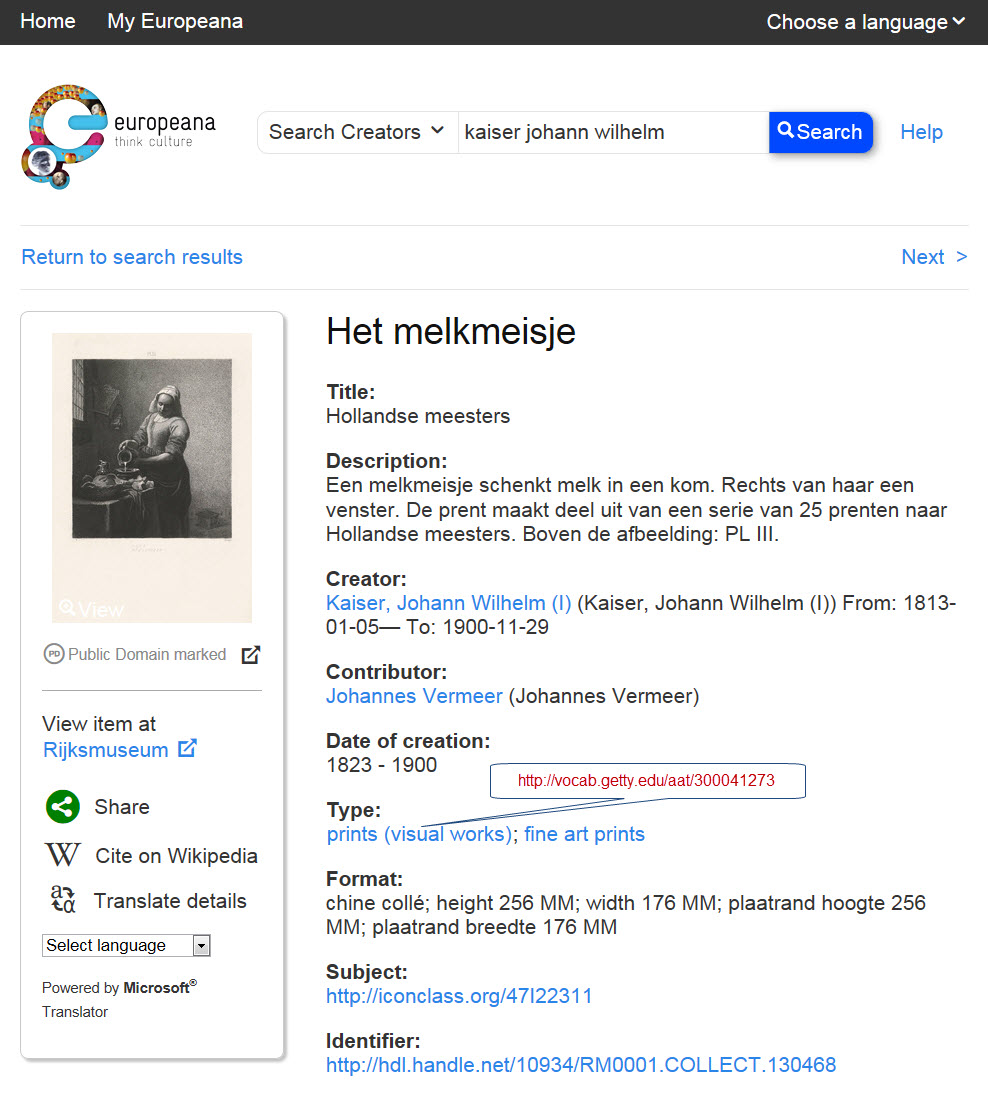 Home My Europeana Choose a language
europeana
think culture
Search Creators kaiser johann wilhelm Search Help
Return to search results Next >
Het melkmeisje
Title:
Hollandse meesters
Description:
Een melkmeisje schenkt melk in een kom. Rechts van haar een
venster. De prent maakt deel uit van een serie van 25 prenten naar
Hollandse meesters. Boven de afbeelding: PL III.
Creator:
Kaiser, Johann Wilhelm (I) (Kaiser, Johann Wilhelm (I)) From: 1813-
01-05— To: 1900-11-29
Contributor:
Johannes Vermeer (Johannes Vermeer)
Date of creation:
1823 - 1900
http://vocab.getty.edu/aat/300041273
Type:
prints (visual works); fine art prints
Format:
chine collé; height 256 MM; width 176 MM; plaatrand hoogte 256
MM; plaatrand breedte 176 MM
Subject:
http://iconclass.org/47I22311
Identifier:
http://hdl.handle.net/10934/RM0001.COLLECT.130468
View
PD Public Domain marked
View item at
Rijksmuseum
Share
W Cite on Wikipedia
Translate details
Select language
Powered by Microsoft®
Translator